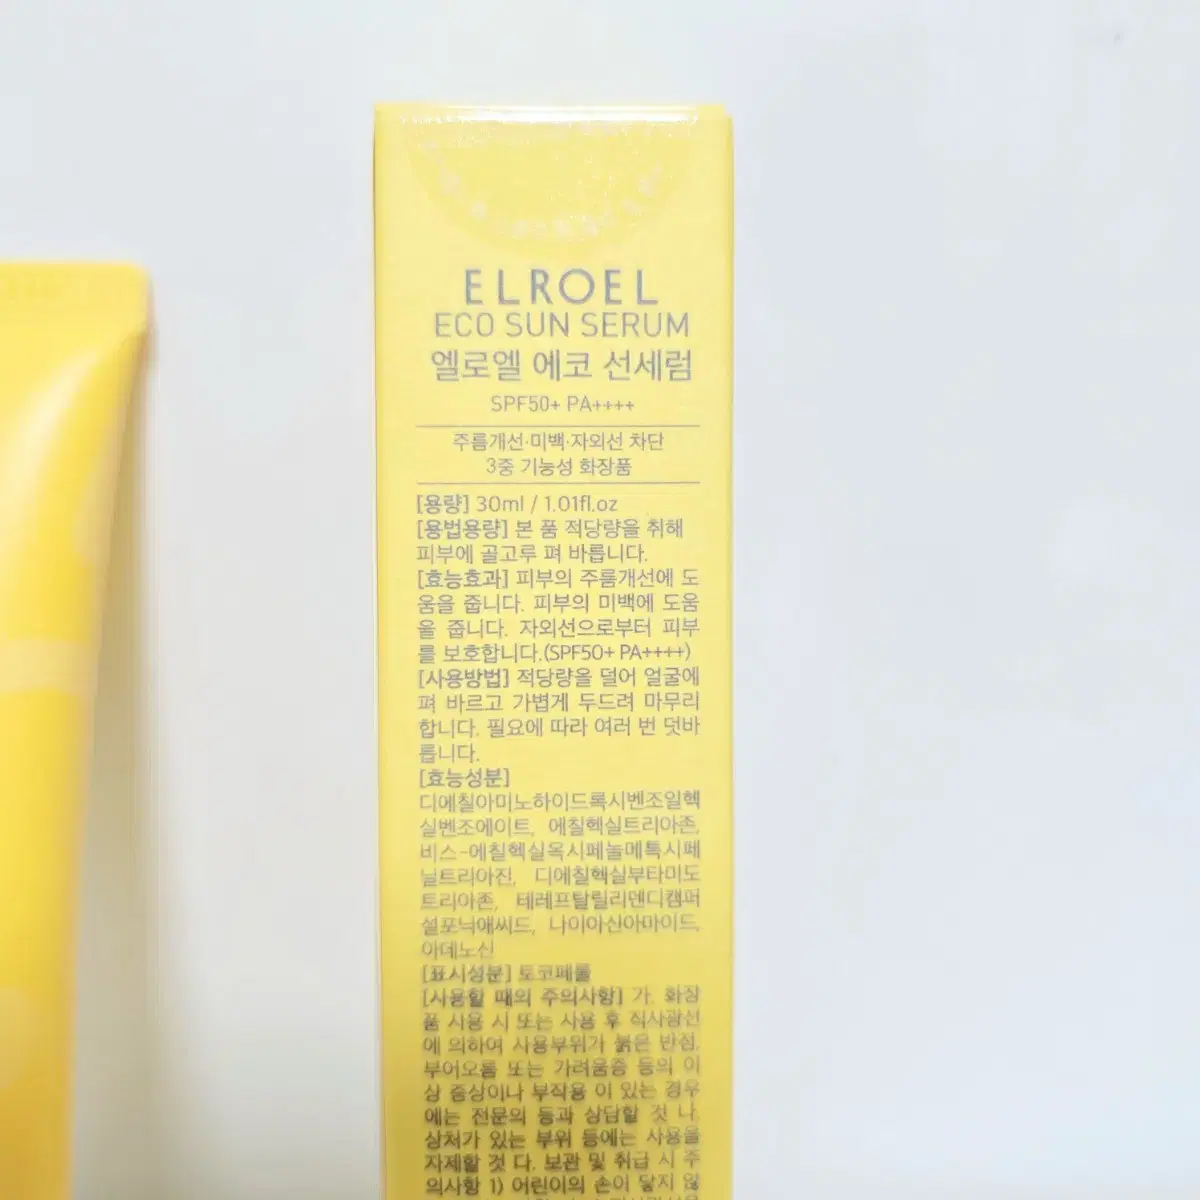 ELROEL
ECO SUN SERUM
엘로엘 에코 선세럼
SPF50+ PA++++
주름개선·미백·자외선 차단
3중 기능성 화장품
[용량] 30ml / 1.01fl.oz
[용법용량] 본 품 적당량을 취해
피부에 골고루 펴 바릅니다.
[효능효과] 피부의 주름개선에 도
움을 줍니다. 피부의 미백에 도움
을 줍니다. 자외선으로부터 피부
를 보호합니다.(SPF50+ PA++++)
[사용방법] 적당량을 덜어 얼굴에
펴 바르고 가볍게 두드려 마무리
합니다. 필요에 따라 여러 번 덧바
릅니다.
[효능성분]
디에칠아미노하이드록시벤조일헥
실벤조에이트, 에칠헥실트리아존,
비스-에칠헥실옥시페놀메톡시페
닐트리아진, 디에칠헥실부타미도
트리아존, 테레프탈릴리덴디캠퍼
설포닉애씨드, 나이아신아마이드,
아데노신
[표시성분] 토코페롤
[사용할 때의 주의사항] 가. 화장
품 사용 시 또는 사용 후 직사광선
에 의하여 사용부위가 붉은 반점,
부어오름 또는 가려움증 등의 이
상 증상이나 부작용 이 있는 경우
에는 전문의 등과 상담할 것 나.
상처가 있는 부위 등에는 사용을
자제할 것 다. 보관 및 취급 시 주
의사항 1) 어린이의 손이 닿지 않